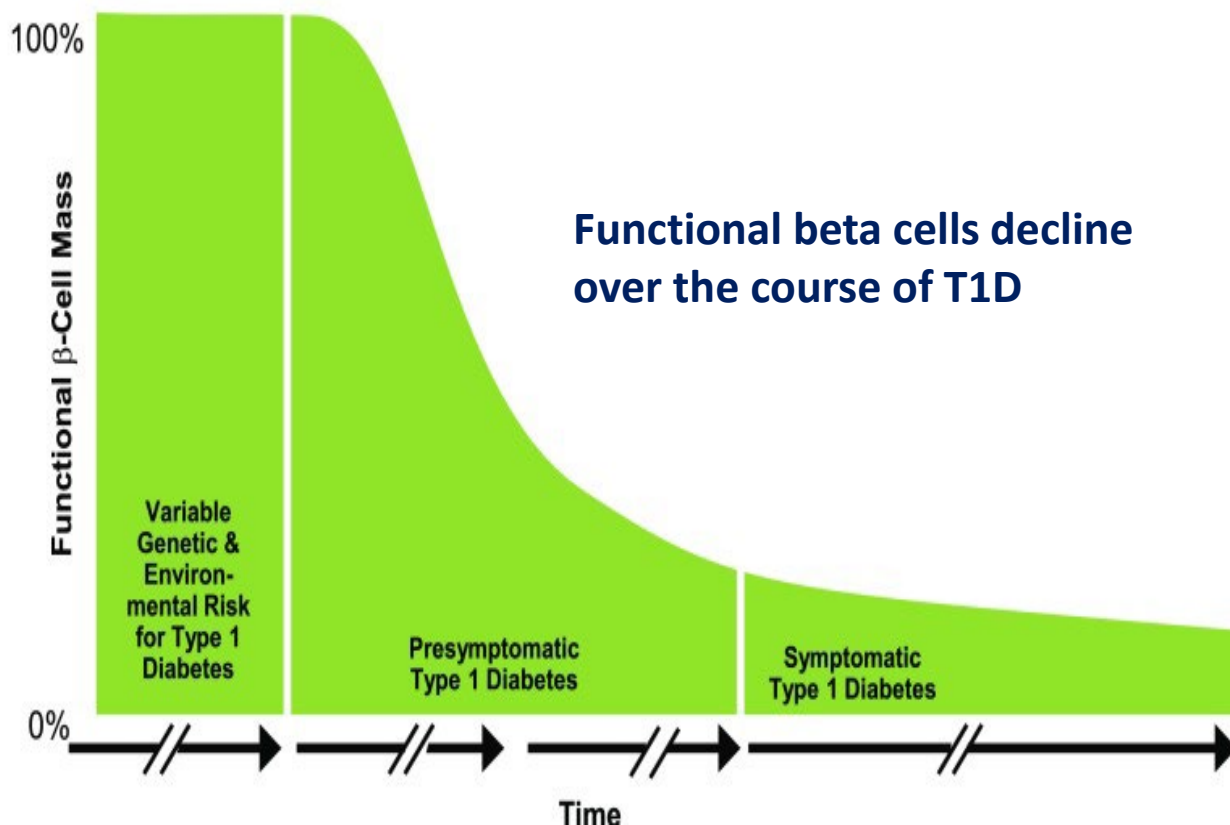 100%
Functional β-Cell Mass
Functional beta cells decline
over the course of T1D
Variable
Genetic &
Environ-
mental Risk
for Type 1
Diabetes
Presymptomatic
Type 1 Diabetes
Symptomatic
Type 1 Diabetes
0%
Time